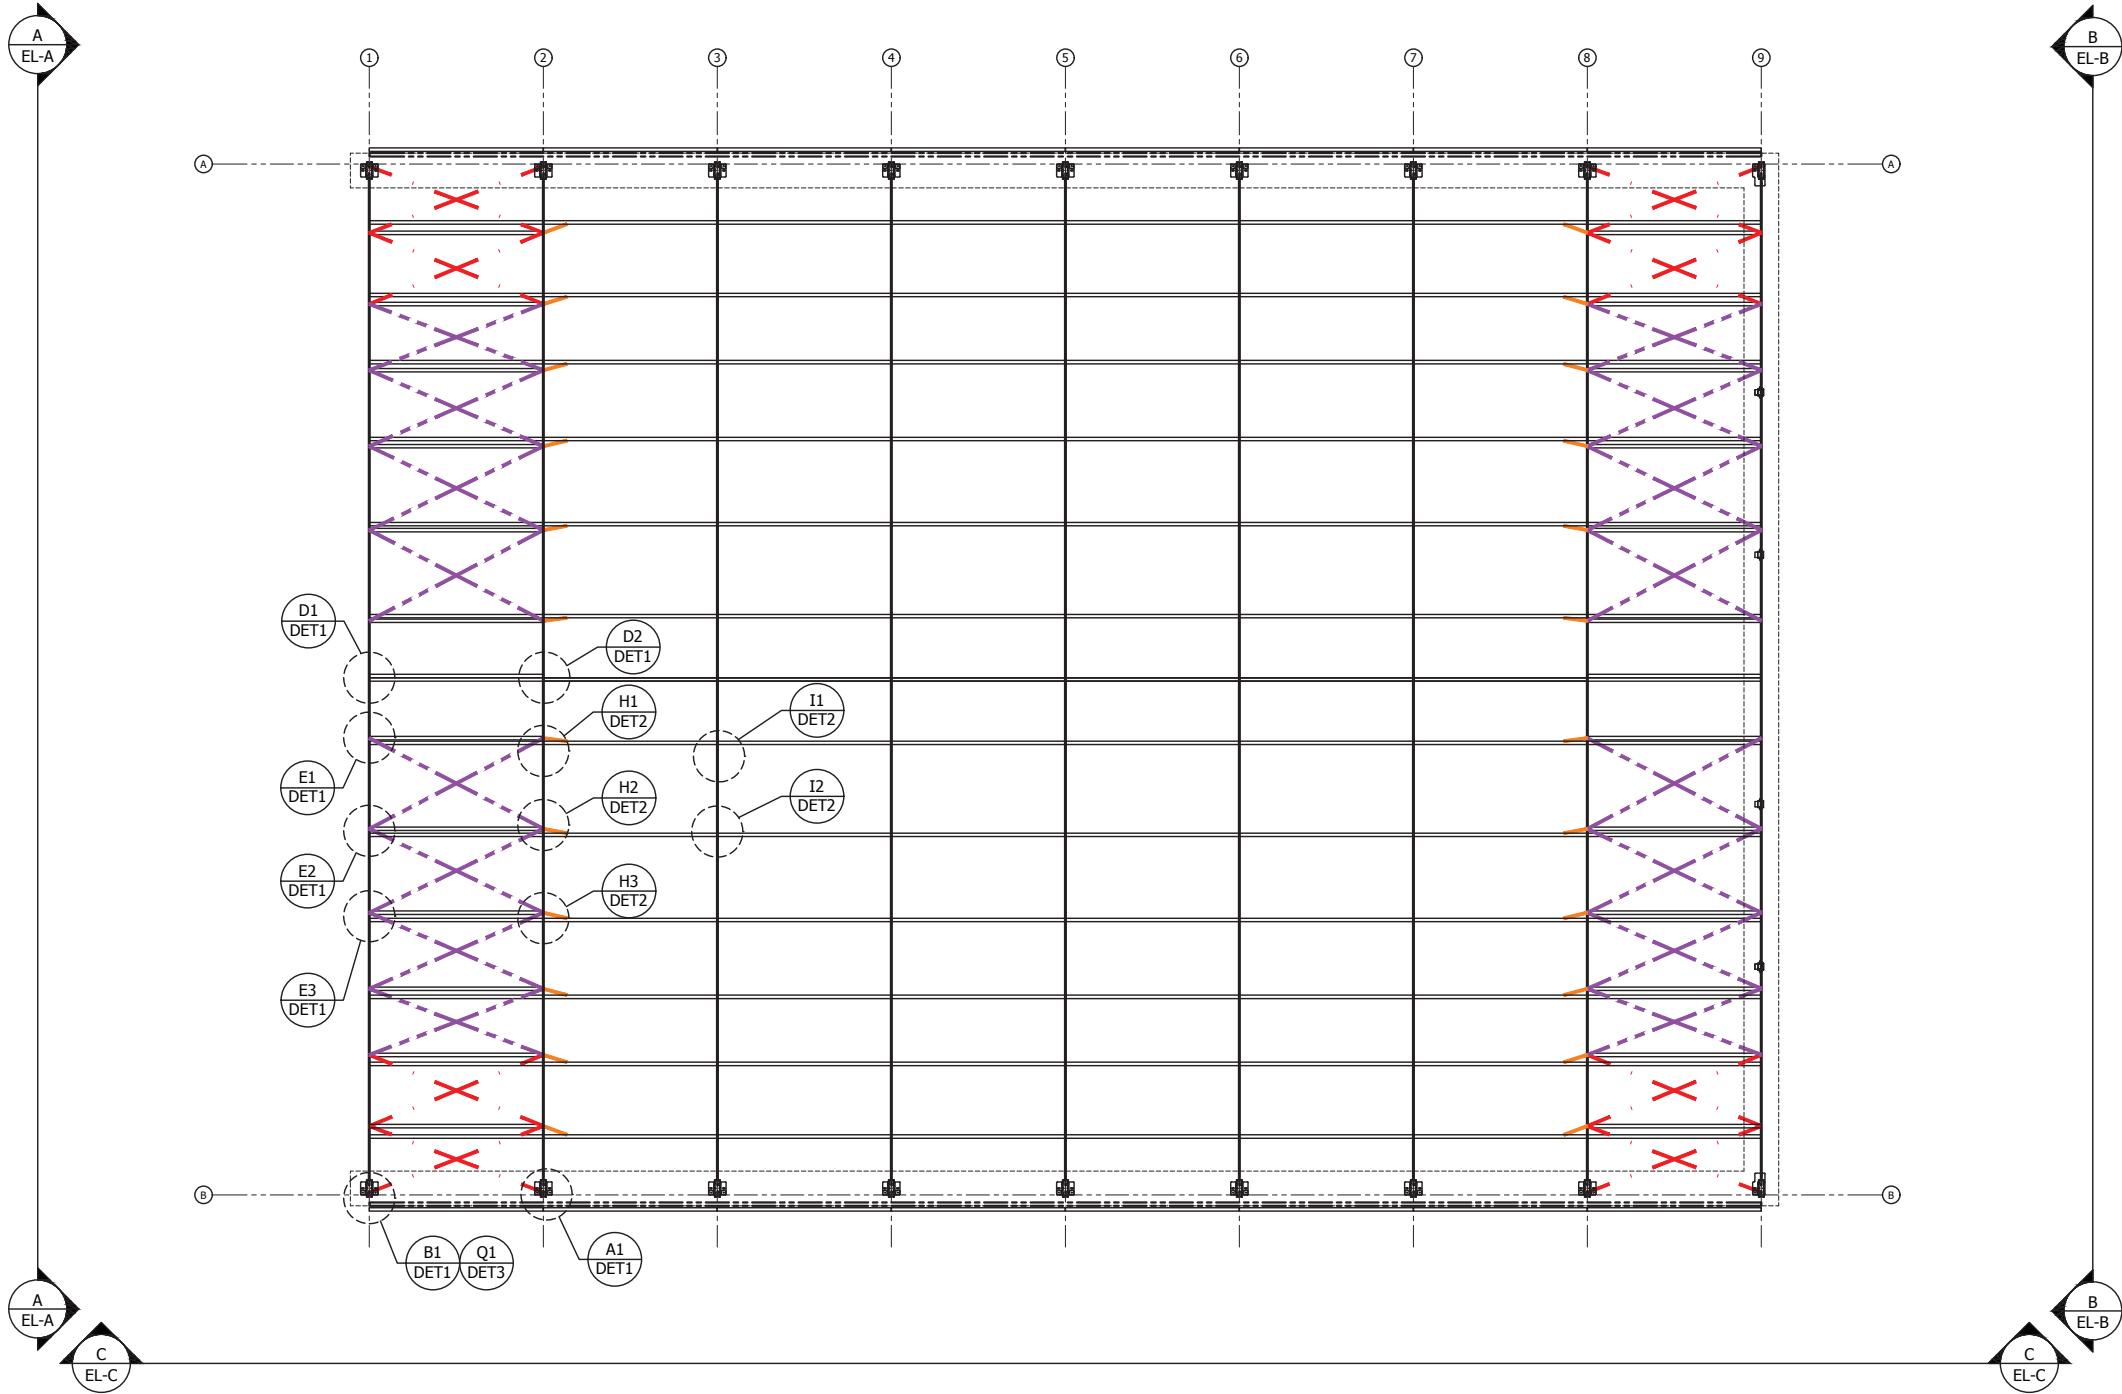 A
EL-A
B
EL-B
1 2 3 4 5 6 7 8 9
A A
D1
DET1
D2
DET1
H1
DET2
I1
DET2
E1
DET1
H2
DET2
I2
DET2
E2
DET1
H3
DET2
E3
DET1
B B
B1
DET1
Q1
DET3
A1
DET1
A
EL-A
B
EL-B
C
EL-C
C
EL-C